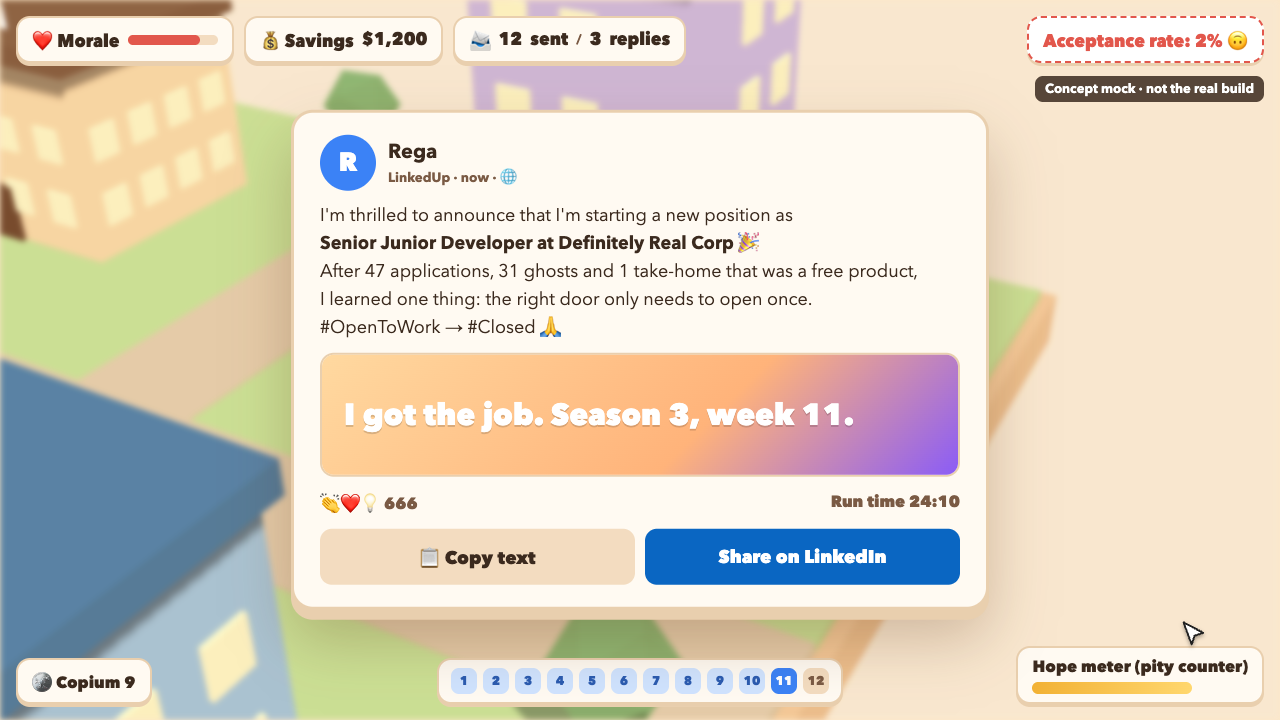 Morale
Savings $1,200
12 sent / 3 replies
Acceptance rate: 2%
Concept mock · not the real build
R
Rega
LinkedUp · now ·
I'm thrilled to announce that I'm starting a new position as
Senior Junior Developer at Definitely Real Corp
After 47 applications, 31 ghosts and 1 take-home that was a free product,
I learned one thing: the right door only needs to open once.
#OpenToWork → #Closed
I got the job. Season 3, week 11.
666
Run time 24:10
Copy text
Share on LinkedIn
Copium 9
1 2 3 4 5 6 7 8 9 10 11 12
Hope meter (pity counter)